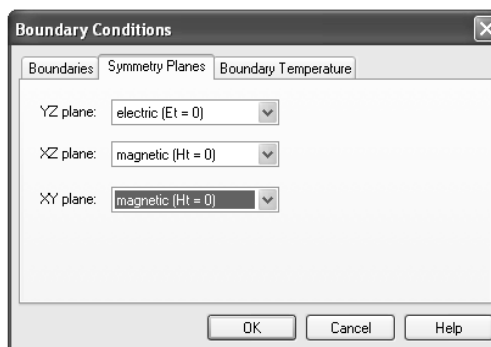 Boundary Conditions
Boundaries Symmetry Planes Boundary Temperature
YZ plane: electric (Et = 0)
XZ plane: magnetic (Ht = 0)
XY plane: magnetic (Ht = 0)
OK Cancel Help